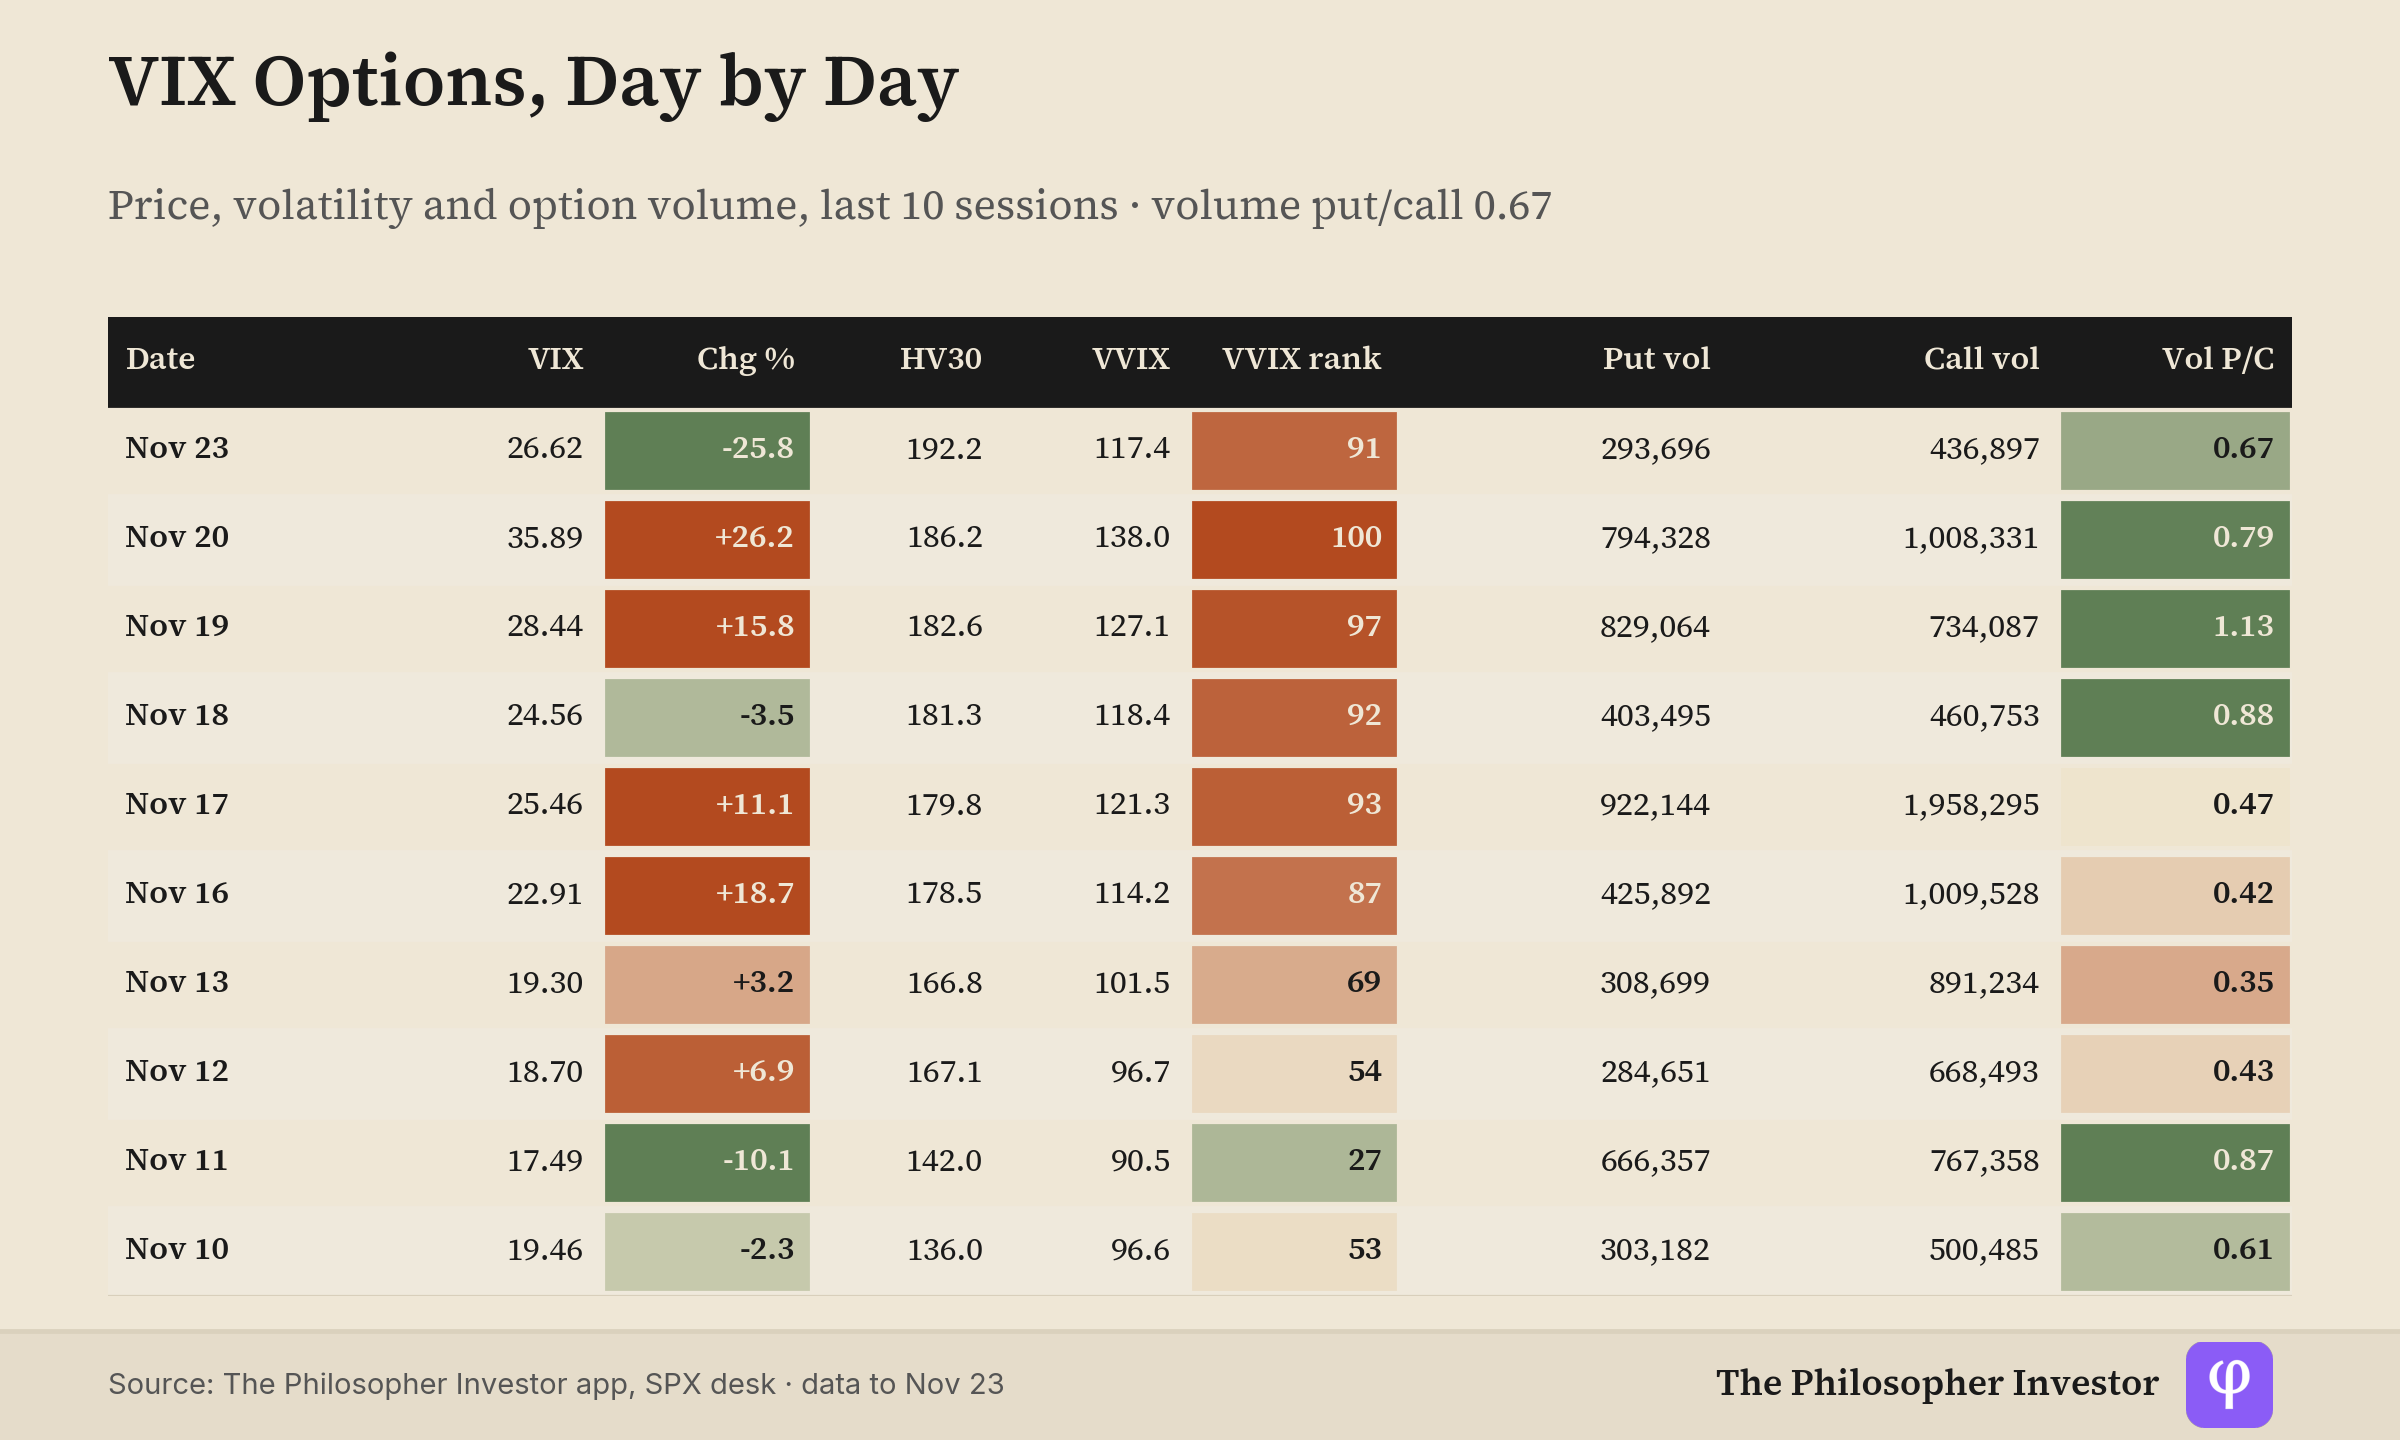 VIX Options, Day by Day
Price, volatility and option volume, last 10 sessions · volume put/call 0.67
Date VIX Chg % HV30 VVIX VVIX rank Put vol Call vol Vol P/C
Nov 23 26.62 -25.8 192.2 117.4 91 293,696 436,897 0.67
Nov 20 35.89 +26.2 186.2 138.0 100 794,328 1,008,331 0.79
Nov 19 28.44 +15.8 182.6 127.1 97 829,064 734,087 1.13
Nov 18 24.56 -3.5 181.3 118.4 92 403,495 460,753 0.88
Nov 17 25.46 +11.1 179.8 121.3 93 922,144 1,958,295 0.47
Nov 16 22.91 +18.7 178.5 114.2 87 425,892 1,009,528 0.42
Nov 13 19.30 +3.2 166.8 101.5 69 308,699 891,234 0.35
Nov 12 18.70 +6.9 167.1 96.7 54 284,651 668,493 0.43
Nov 11 17.49 -10.1 142.0 90.5 27 666,357 767,358 0.87
Nov 10 19.46 -2.3 136.0 96.6 53 303,182 500,485 0.61
Source: The Philosopher Investor app, SPX desk · data to Nov 23
The Philosopher Investor φ